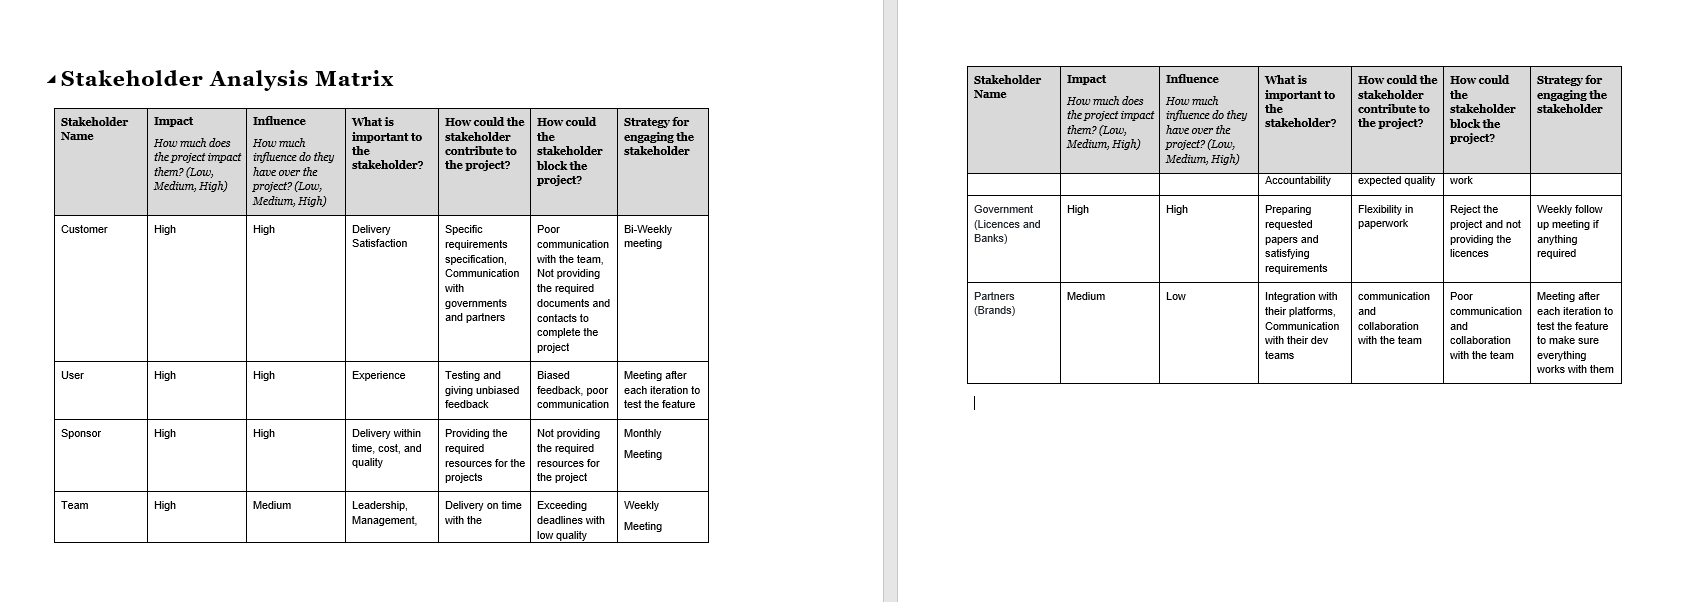 Stakeholder Analysis Matrix
Stakeholder
Name
Impact
How much does
the project impact
them? (Low,
Medium, High)
Influence
How much
influence do they
have over the
project? (Low,
Medium, High)
What is
important to
the
stakeholder?
How could the
stakeholder
contribute to
the project?
How could
the
stakeholder
block the
project?
Strategy for
engaging the
stakeholder
Customer
High
High
Delivery
Satisfaction
Specific
requirements
specification,
Communication
with
governments
and partners
Poor
communication
with the team,
Not providing
the required
documents and
contacts to
complete the
project
Bi-Weekly
meeting
User
High
High
Experience
Testing and
giving unbiased
feedback
Biased
feedback, poor
communication
Meeting after
each iteration to
test the feature
Sponsor
High
High
Delivery within
time, cost, and
quality
Providing the
required
resources for the
projects
Not providing
the required
resources for
the project
Monthly
Meeting
Team
High
Medium
Leadership,
Management,
Delivery on time
with the
Exceeding
deadlines with
low quality
Weekly
Meeting
Stakeholder
Name
Impact
How much does
the project impact
them? (Low,
Medium, High)
Influence
How much
influence do they
have over the
project? (Low,
Medium, High)
What is
important to
the
stakeholder?
How could the
stakeholder
contribute to
the project?
How could
the
stakeholder
block the
project?
Strategy for
engaging the
stakeholder
Accountability
expected quality
work
Government
(Licences and
Banks)
High
High
Preparing
requested
papers and
satisfying
requirements
Flexibility in
paperwork
Reject the
project and not
providing the
licences
Weekly follow
up meeting if
anything
required
Partners
(Brands)
Medium
Low
Integration with
their platforms,
Communication
with their dev
teams
communication
and
collaboration
with the team
Poor
communication
and
collaboration
with the team
Meeting after
each iteration to
test the feature
to make sure
everything
works with them